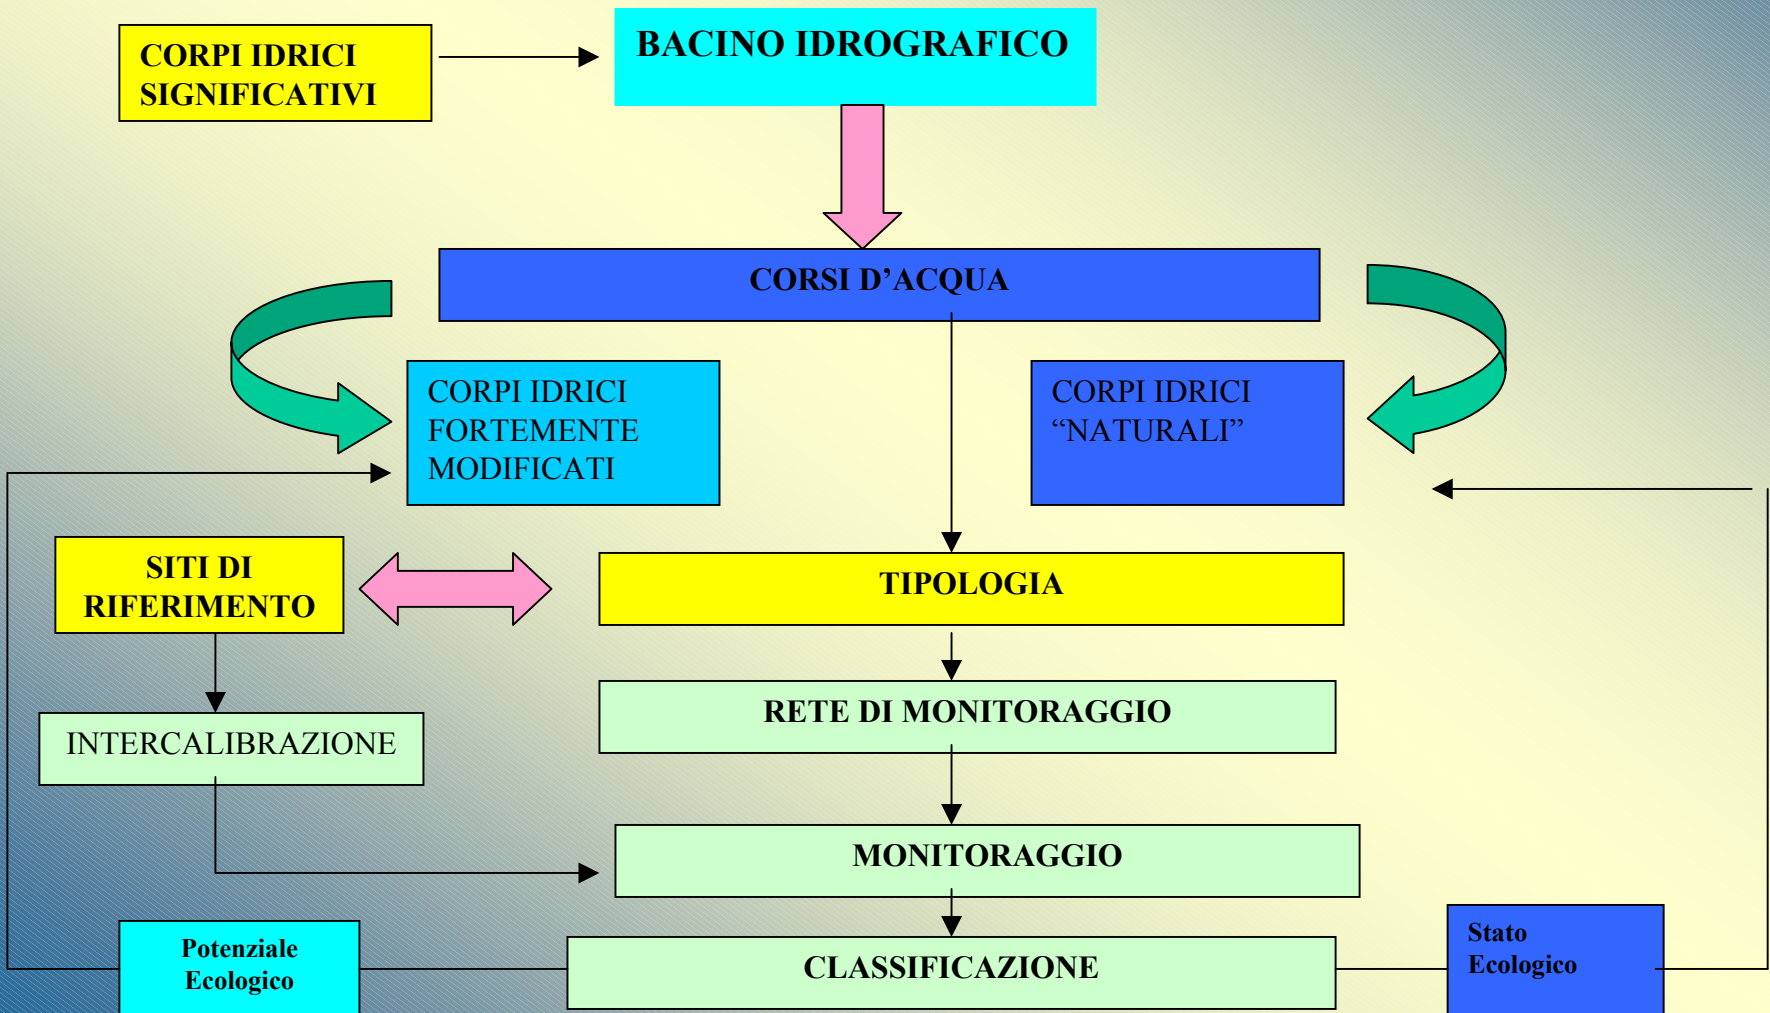 CORPI IDRICI
SIGNIFICATIVI
BACINO IDROGRAFICO
CORSI D’ACQUA
CORPI IDRICI
FORTEMENTE
MODIFICATI
CORPI IDRICI
“NATURALI”
SITI DI
RIFERIMENTO
TIPOLOGIA
RETE DI MONITORAGGIO
INTERCALIBRAZIONE
MONITORAGGIO
Potenziale
Ecologico
CLASSIFICAZIONE
Stato
Ecologico